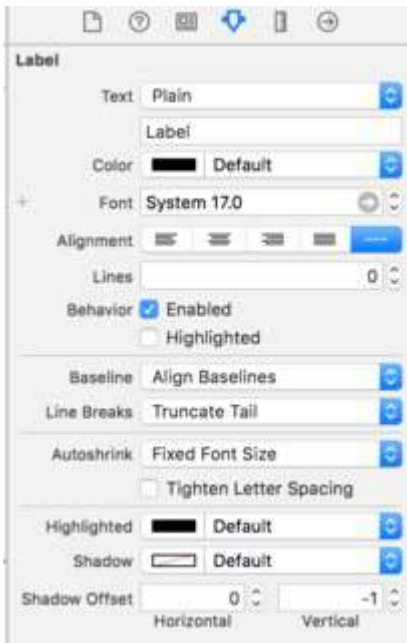 Label
Text Plain
Label
Color Default
Font System 17.0
Alignment
Lines 0
Behavior Enabled
Highlighted
Baseline Align Baselines
Line Breaks Truncate Tail
Autoshrink Fixed Font Size
Tighten Letter Spacing
Highlighted Default
Shadow Default
Shadow Offset 0 -1
Horizontal Vertical